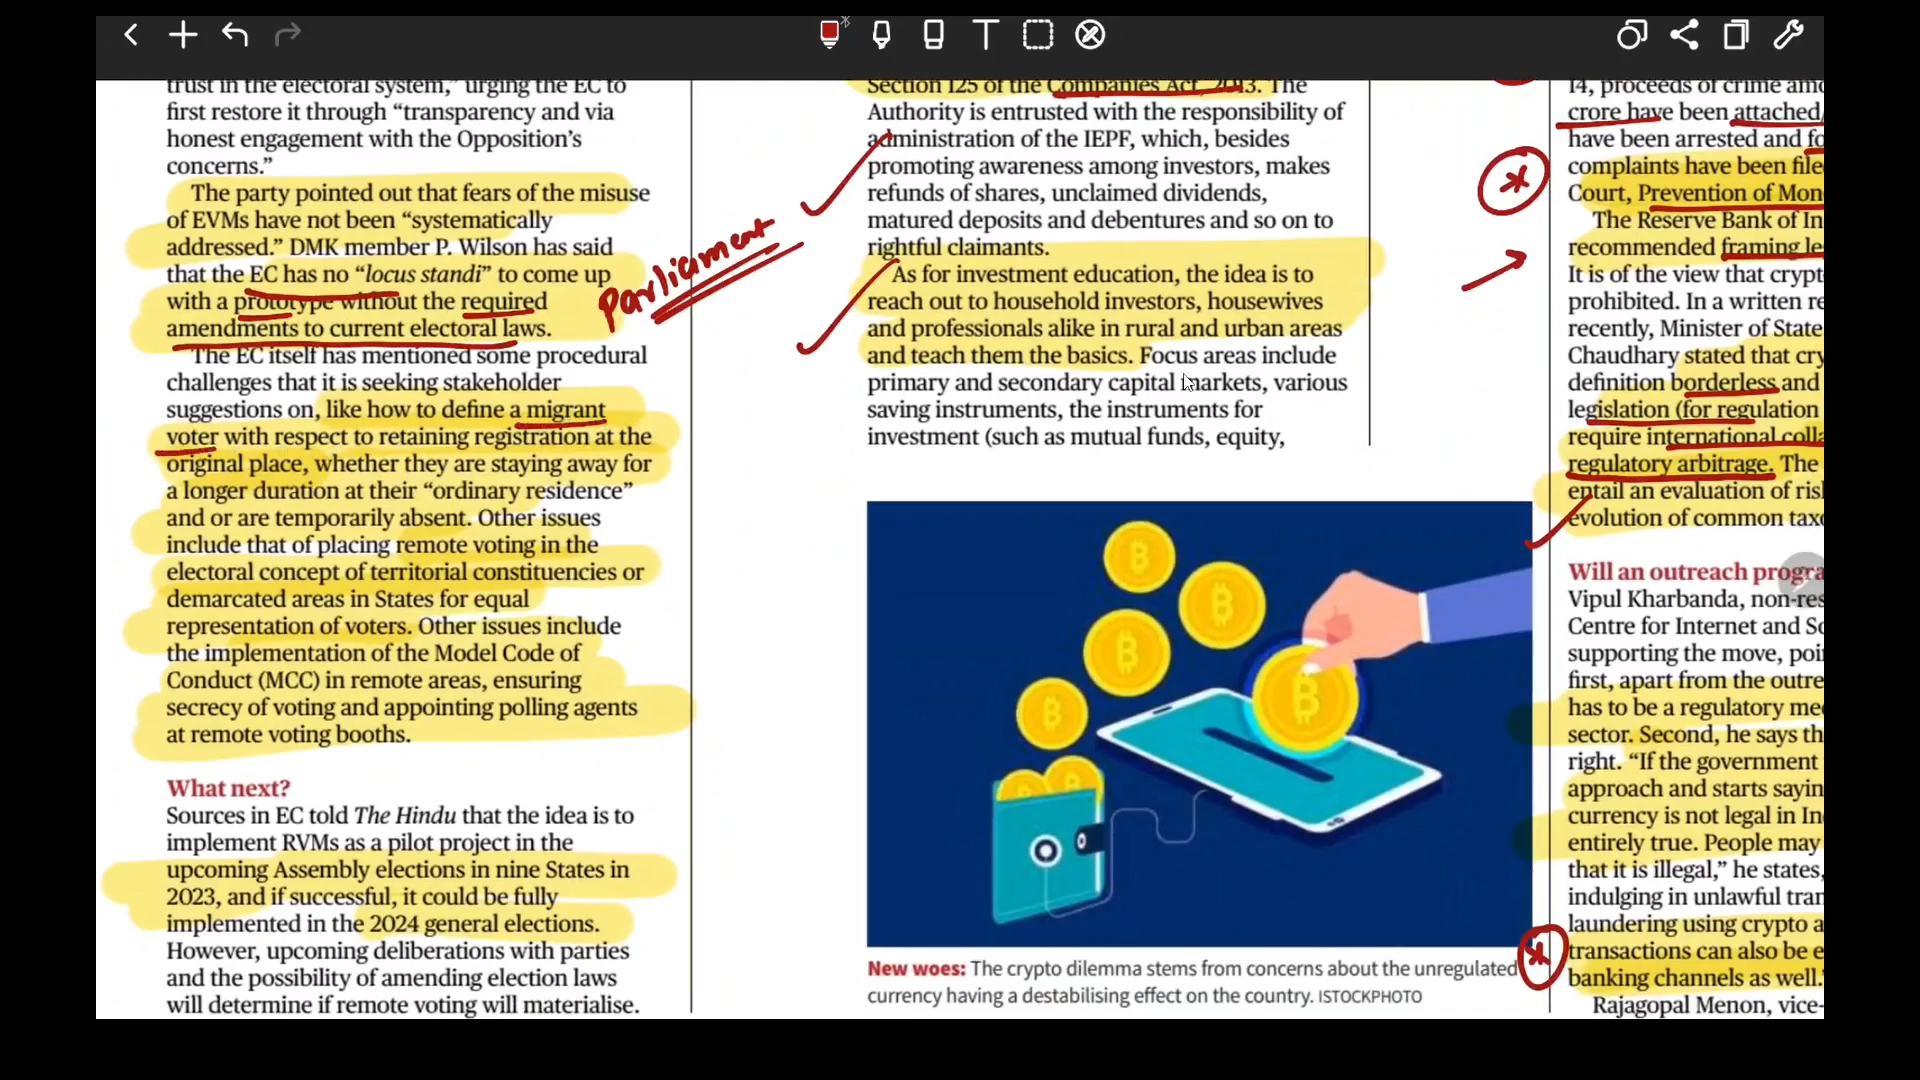 trust in the electoral system,” urging the EC to
first restore it through “transparency and via
honest engagement with the Opposition’s
concerns.”
The party pointed out that fears of the misuse
of EVMs have not been “systematically
addressed.” DMK member P. Wilson has said
that the EC has no “locus standi” to come up
with a prototype without the required
amendments to current electoral laws.
The EC itself has mentioned some procedural
challenges that it is seeking stakeholder
suggestions on, like how to define a migrant
voter with respect to retaining registration at the
original place, whether they are staying away for
a longer duration at their “ordinary residence”
and or are temporarily absent. Other issues
include that of placing remote voting in the
electoral concept of territorial constituencies or
demarcated areas in States for equal
representation of voters. Other issues include
the implementation of the Model Code of
Conduct (MCC) in remote areas, ensuring
secrecy of voting and appointing polling agents
at remote voting booths.
What next?
Sources in EC told The Hindu that the idea is to
implement RVMs as a pilot project in the
upcoming Assembly elections in nine States in
2023, and if successful, it could be fully
implemented in the 2024 general elections.
However, upcoming deliberations with parties
and the possibility of amending election laws
will determine if remote voting will materialise.
Parliament
Section 125 of the Companies Act, 2013. The
Authority is entrusted with the responsibility of
administration of the IEPF, which, besides
promoting awareness among investors, makes
refunds of shares, unclaimed dividends,
matured deposits and debentures and so on to
rightful claimants.
As for investment education, the idea is to
reach out to household investors, housewives
and professionals alike in rural and urban areas
and teach them the basics. Focus areas include
primary and secondary capital markets, various
saving instruments, the instruments for
investment (such as mutual funds, equity,
New woes: The crypto dilemma stems from concerns about the unregulated
currency having a destabilising effect on the country. ISTOCKPHOTO
14, proceeds of crime
crore have been attached,
have been arrested and
complaints have been
Court, Prevention of
The Reserve Bank of
recommended framing
It is of the view that
prohibited. In a written
recently, Minister of State
Chaudhary stated that
definition borderless and
legislation (for regulation
require international
regulatory arbitrage. The
entail an evaluation of
evolution of common
Will an outreach
Vipul Kharbanda,
Centre for Internet and
supporting the move,
first, apart from the
has to be a regulatory
sector. Second, he says
right. “If the government
approach and starts
currency is not legal in
entirely true. People may
that it is illegal,” he states,
indulging in unlawful
laundering using crypto
transactions can also be
banking channels as well.
Rajagopal Menon, vice-